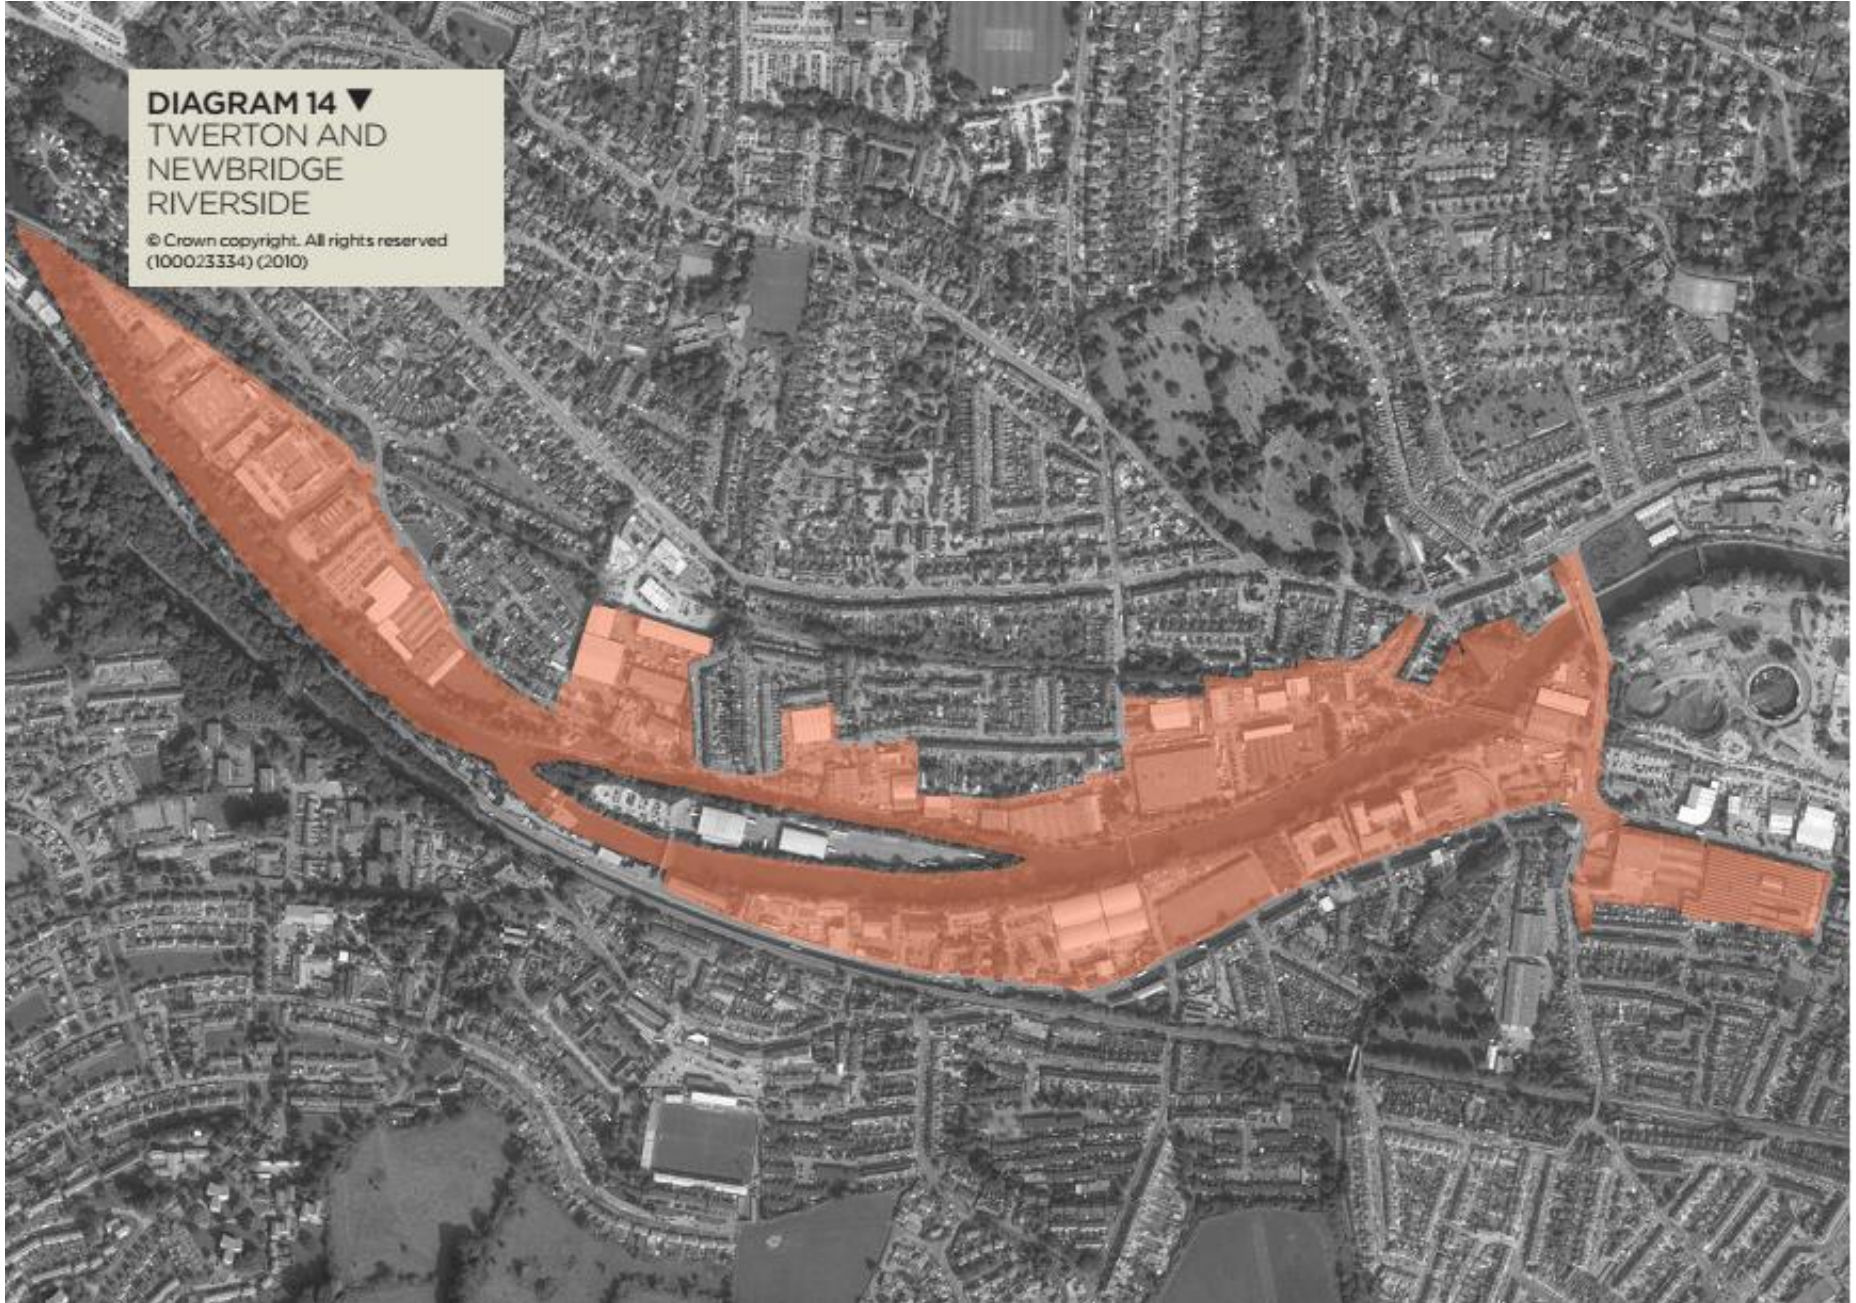 DIAGRAM 14 ▼
TWERTON AND
NEWBRIDGE
RIVERSIDE
© Crown copyright. All rights reserved
(100023334) (2010)